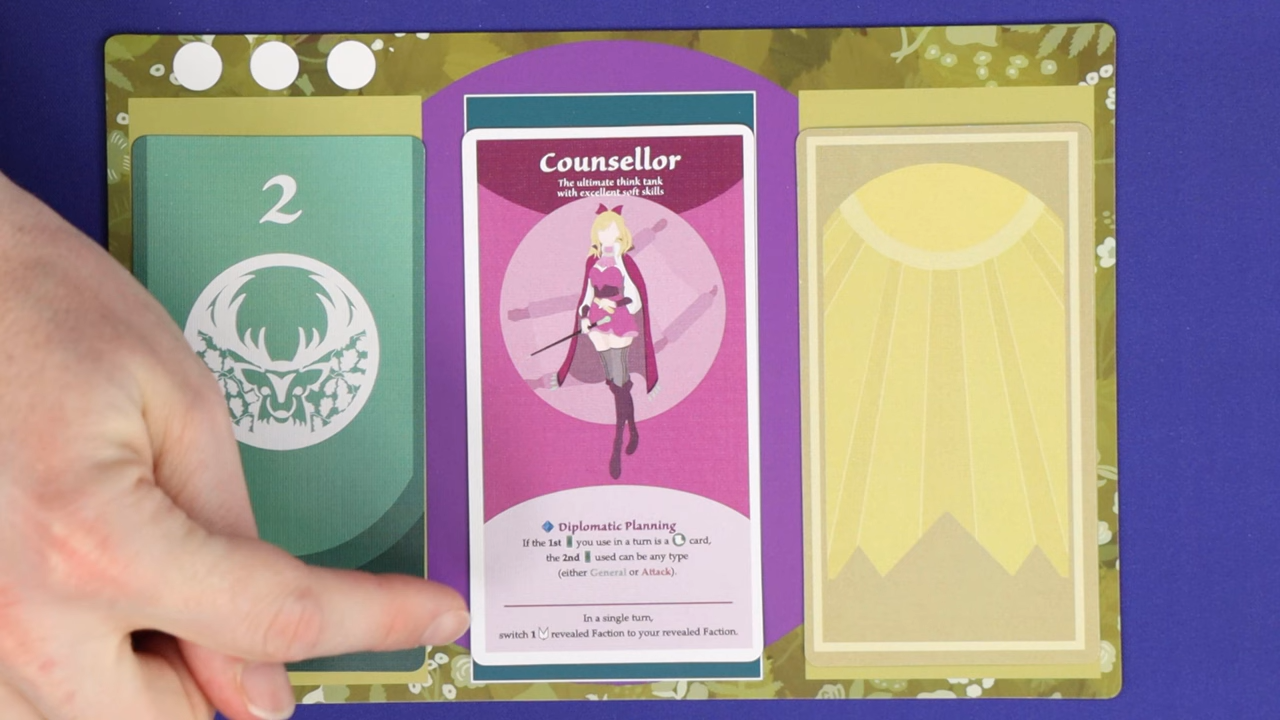 2
Counsellor
The ultimate think tank
with excellent soft skills
Diplomatic Planning
If the 1st you use in a turn is a card,
the 2nd used can be any type
(either General or Attack).
In a single turn,
switch 1 revealed Faction to your revealed Faction.